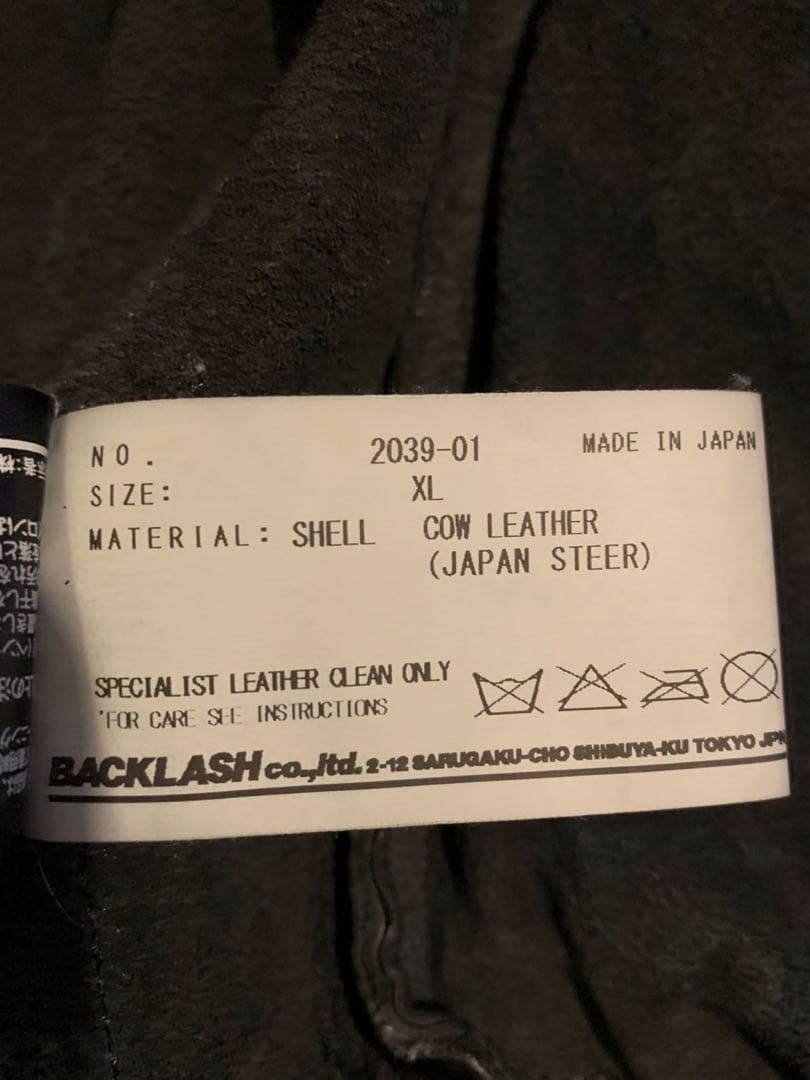 NO. 2039-01 MADE IN JAPAN
SIZE: XL
MATERIAL: SHELL COW LEATHER
(JAPAN STEER)
SPECIALIST LEATHER CLEAN ONLY
*FOR CARE SEE INSTRUCTIONS
BACKLASH co.,ltd. 2-12 SARUGAKU-CHO SHIBUYA-KU TOKYO JPN